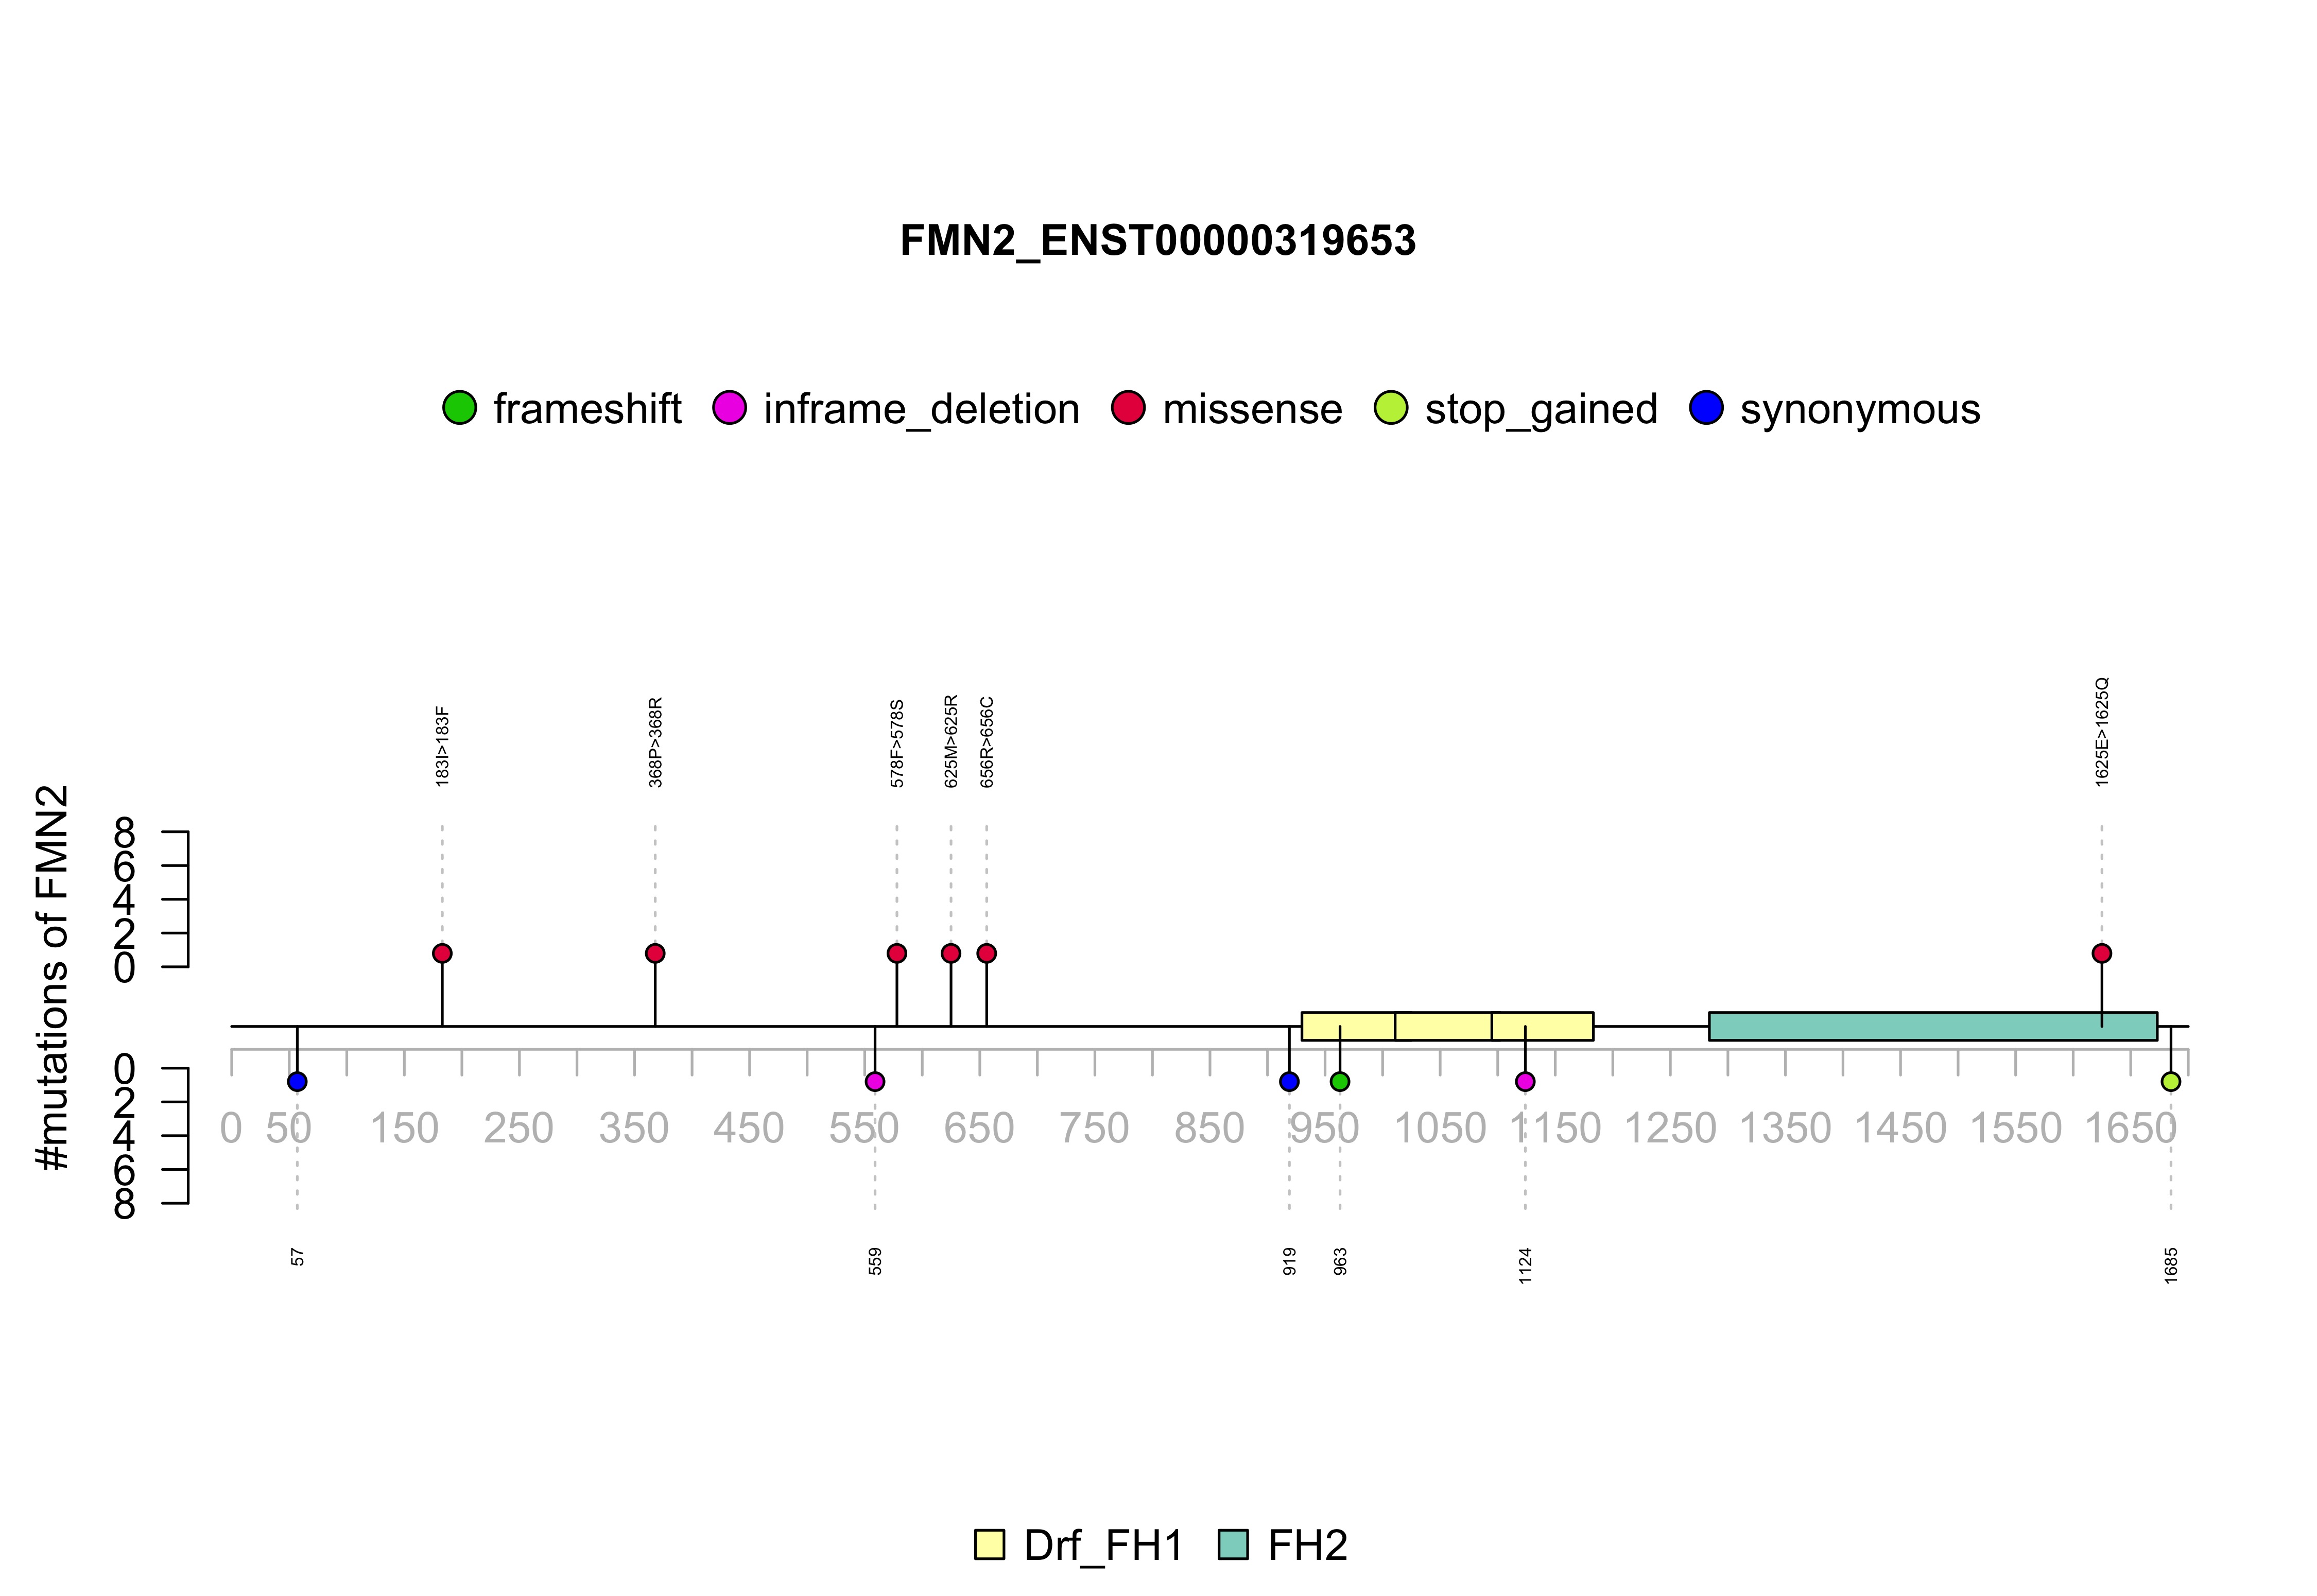 FMN2_ENST00000319653
frameshift inframe_deletion missense stop_gained synonymous
183I>183F 368P>368R 578F>578S 625M>625R 656R>656C 1625E>1625Q
#mutations of FMN2
8
6
4
2
0
0
2
4
6
8
0 50 150 250 350 450 550 650 750 850 950 1050 1150 1250 1350 1450 1550 1650
57 559 919 963 1124 1685
Drf_FH1 FH2